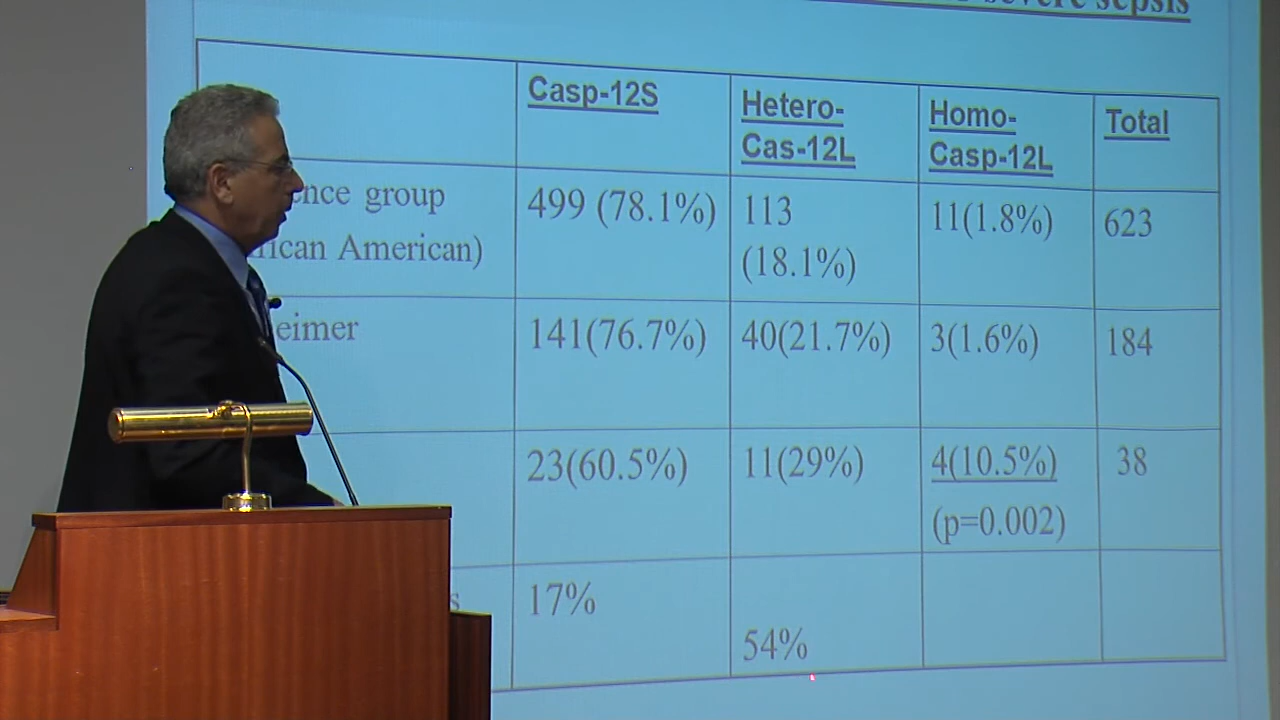 severe sepsis
Casp-12S
Hetero-
Cas-12L
Homo-
Casp-12L
Total
ence group
ican American)
499 (78.1%)
113
(18.1%)
11(1.8%)
623
eimer
141(76.7%)
40(21.7%)
3(1.6%)
184
23(60.5%)
11(29%)
4(10.5%)
(p=0.002)
38
s
17%
54%